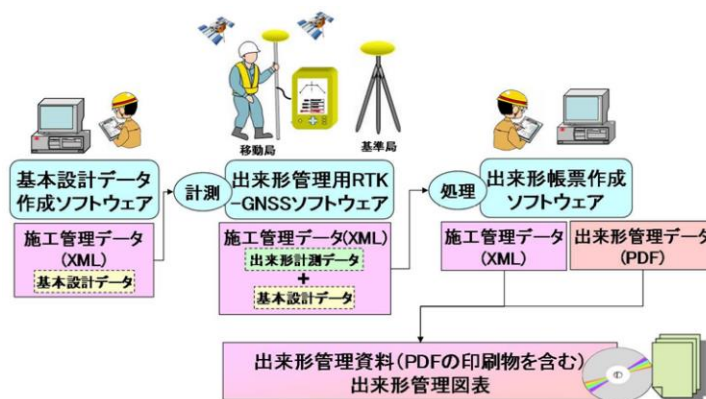 移動局
基準局
基本設計データ
作成ソフトウェア
計測
出来形管理用RTK
-GNSSソフトウェア
処理
出来形帳票作成
ソフトウェア
施工管理データ
(XML)
基本設計データ
施工管理データ(XML)
出来形計測データ
+
基本設計データ
施工管理データ
(XML)
出来形管理データ
(PDF)
出来形管理資料(PDFの印刷物を含む)
出来形管理図表